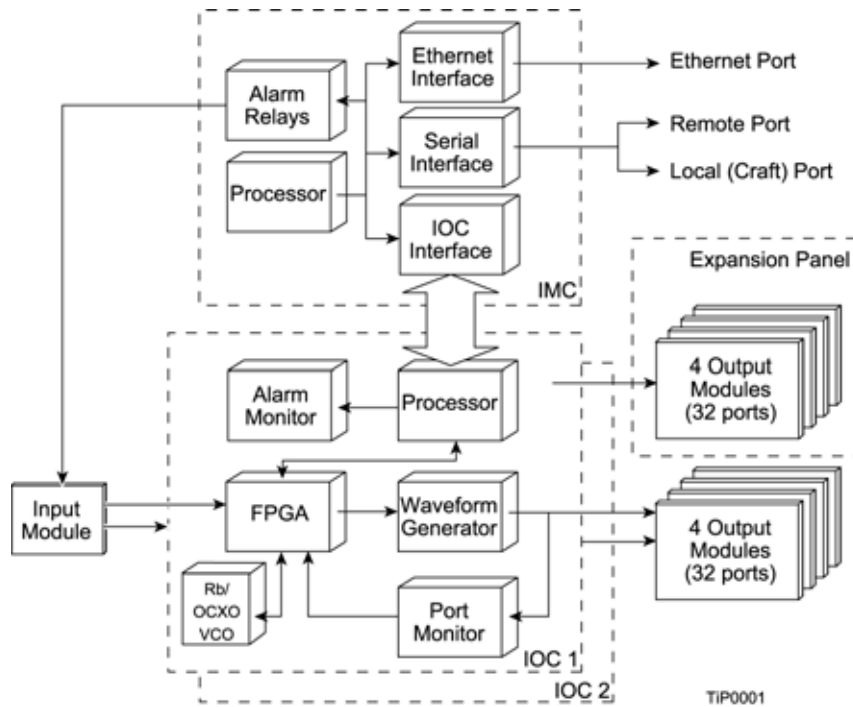 Ethernet
Interface
Ethernet Port
Alarm
Relays
Serial
Interface
Remote Port
Local (Craft) Port
Processor
IOC
Interface
IMC
Expansion Panel
4 Output
Modules
(32 ports)
Alarm
Monitor
Processor
Input
Module
FPGA
Waveform
Generator
4 Output
Modules
(32 ports)
Rb/
OCXO
VCO
Port
Monitor
IOC 1
IOC 2
TiP0001